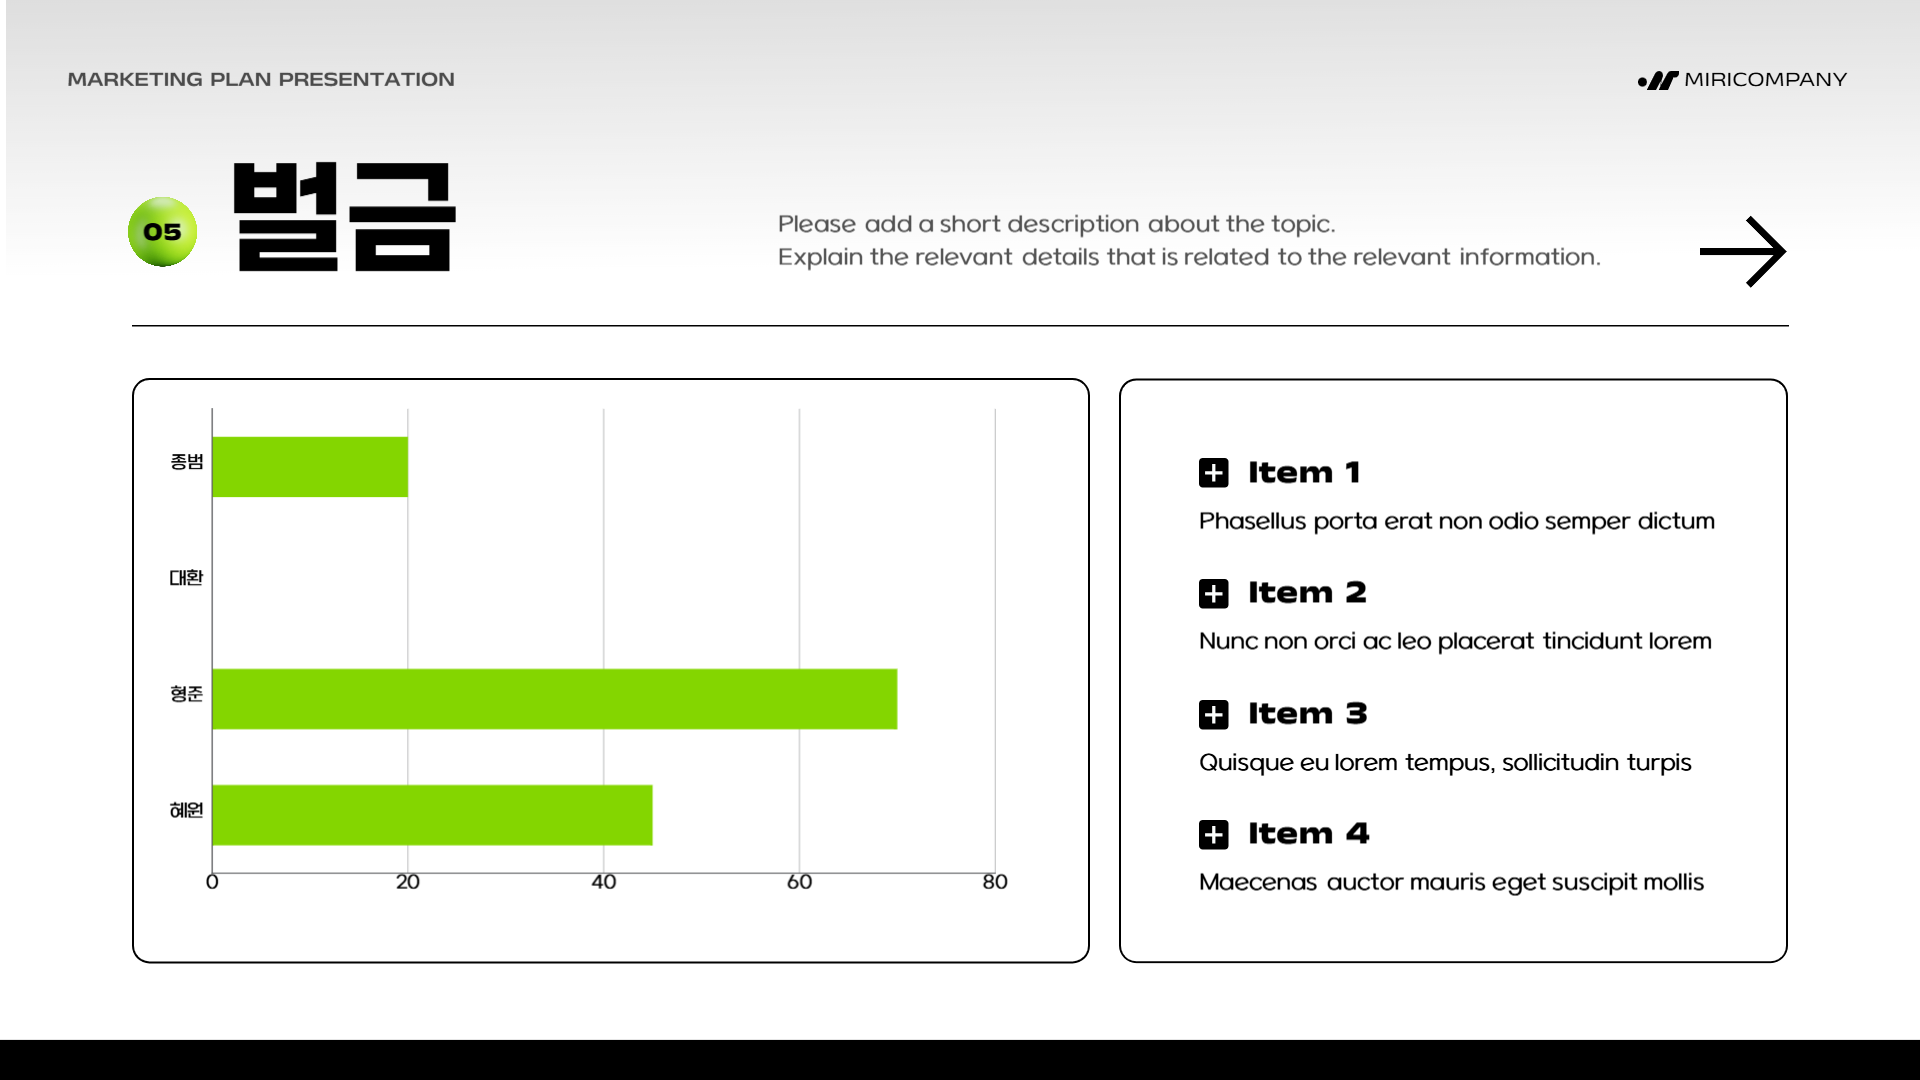 MARKETING PLAN PRESENTATION
MIRICOMPANY
05
벌금
Please add a short description about the topic.
Explain the relevant details that is related to the relevant information.
종범
대환
형준
혜원
0 20 40 60 80
Item 1
Phasellus porta erat non odio semper dictum
Item 2
Nunc non orci ac leo placerat tincidunt lorem
Item 3
Quisque eu lorem tempus, sollicitudin turpis
Item 4
Maecenas auctor mauris eget suscipit mollis